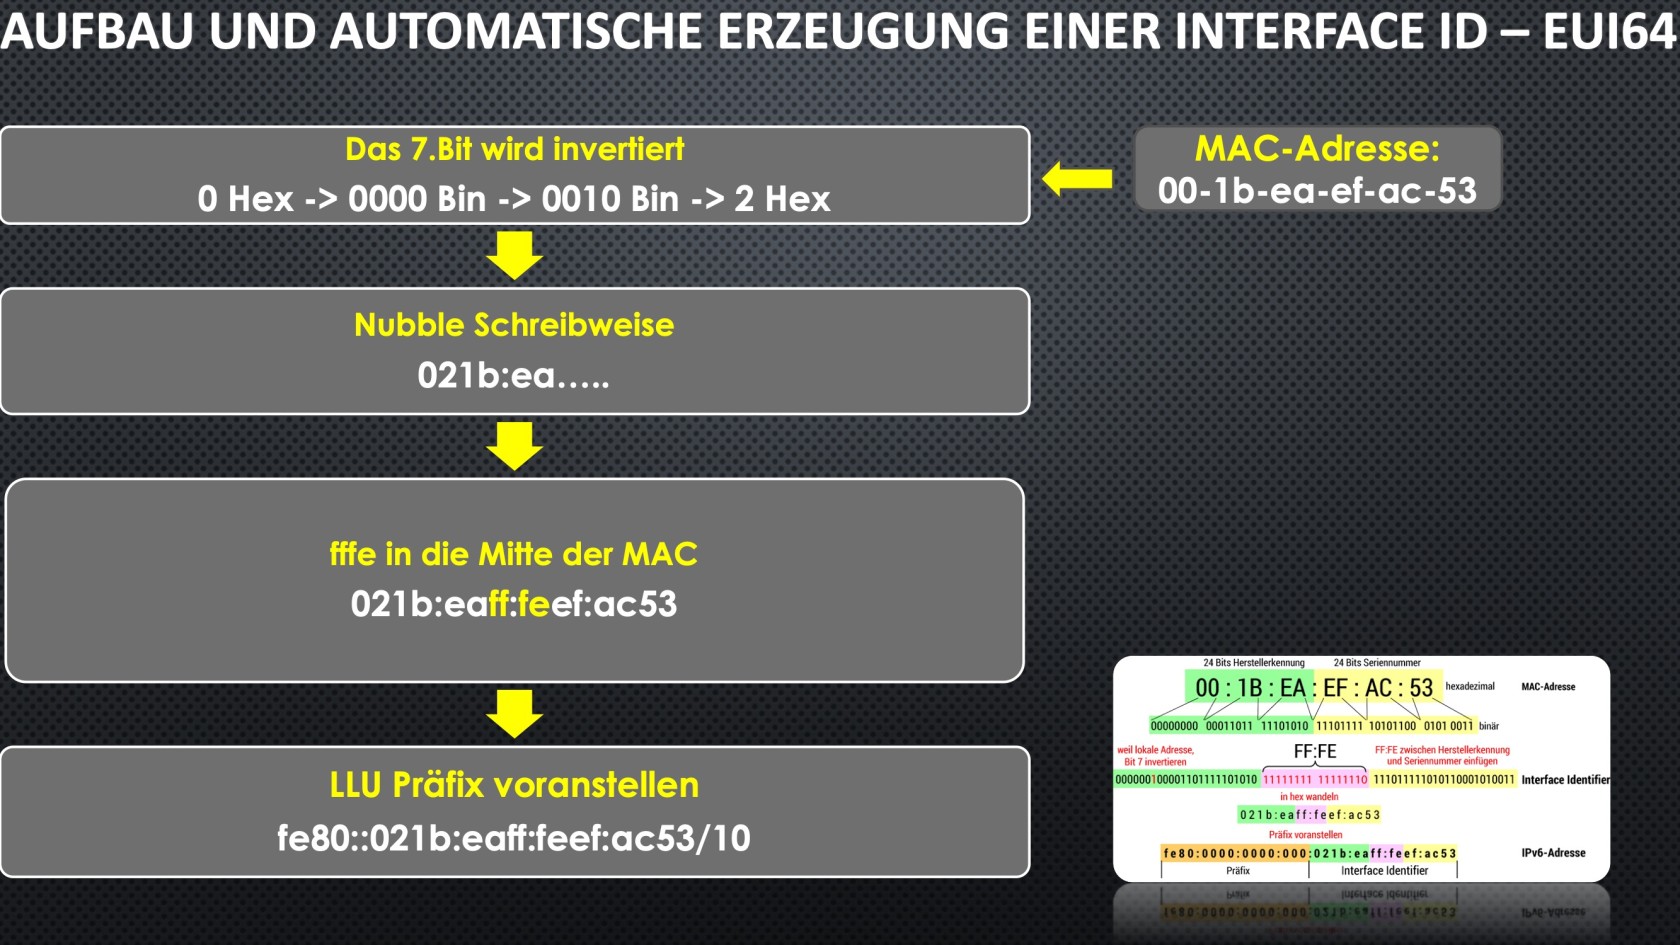 AUFBAU UND AUTOMATISCHE ERZEUGUNG EINER INTERFACE ID – EUI64
Das 7.Bit wird invertiert
0 Hex -> 0000 Bin -> 0010 Bin -> 2 Hex
MAC-Adresse:
00-1b-ea-ef-ac-53
Nubble Schreibweise
021b:ea…..
fffe in die Mitte der MAC
021b:eaff:feef:ac53
LLU Präfix voranstellen
fe80::021b:eaff:feef:ac53/10
24 Bits Herstellerkennung 24 Bits Seriennummer
00 : 1B : EA : EF : AC : 53 hexadezimal MAC-Adresse
00000000 00011011 11101010 11101111 10101100 0101 0011 binär
weil lokale Adresse,
Bit 7 invertieren
FF:FE
FF:FE zwischen Herstellerkennung
und Seriennummer einfügen
000000100001101111101010 11111111 11111110 111011111010110001010011 Interface Identifier
in hex wandeln
021b:eaff:feef:ac53
Präfix voranstellen
fe80:0000:0000:000:021b:eaff:feef:ac53 IPv6-Adresse
Präfix Interface Identifier